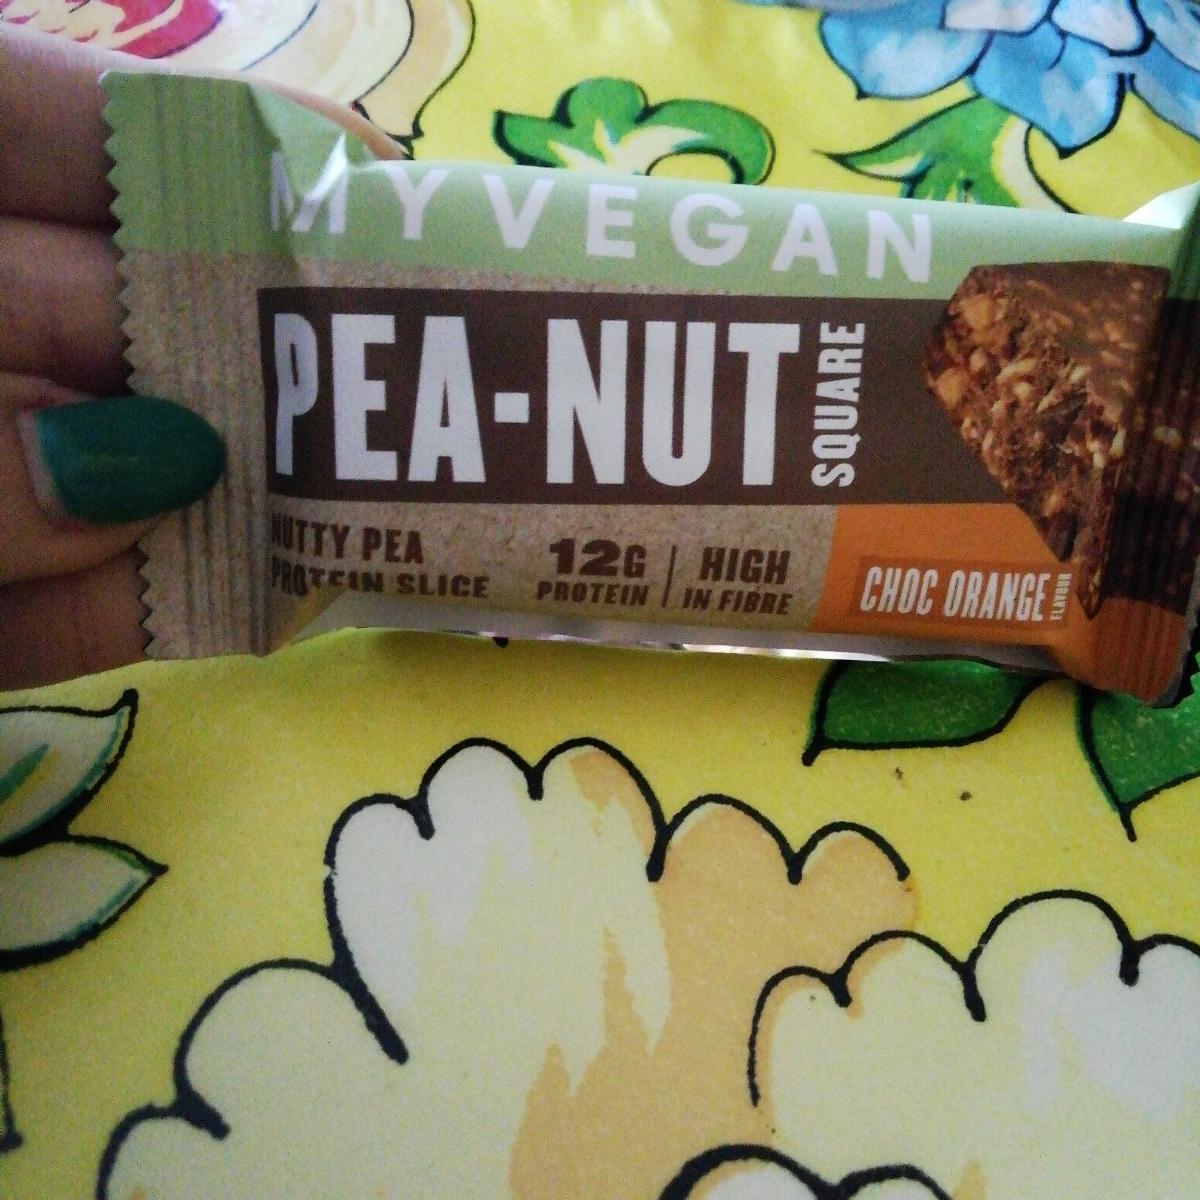 MYVEGAN
PEA-NUT
SQUARE
NUTTY PEA
PROTEIN SLICE
12G
PROTEIN
HIGH
IN FIBRE
CHOC ORANGE
FLAVOUR